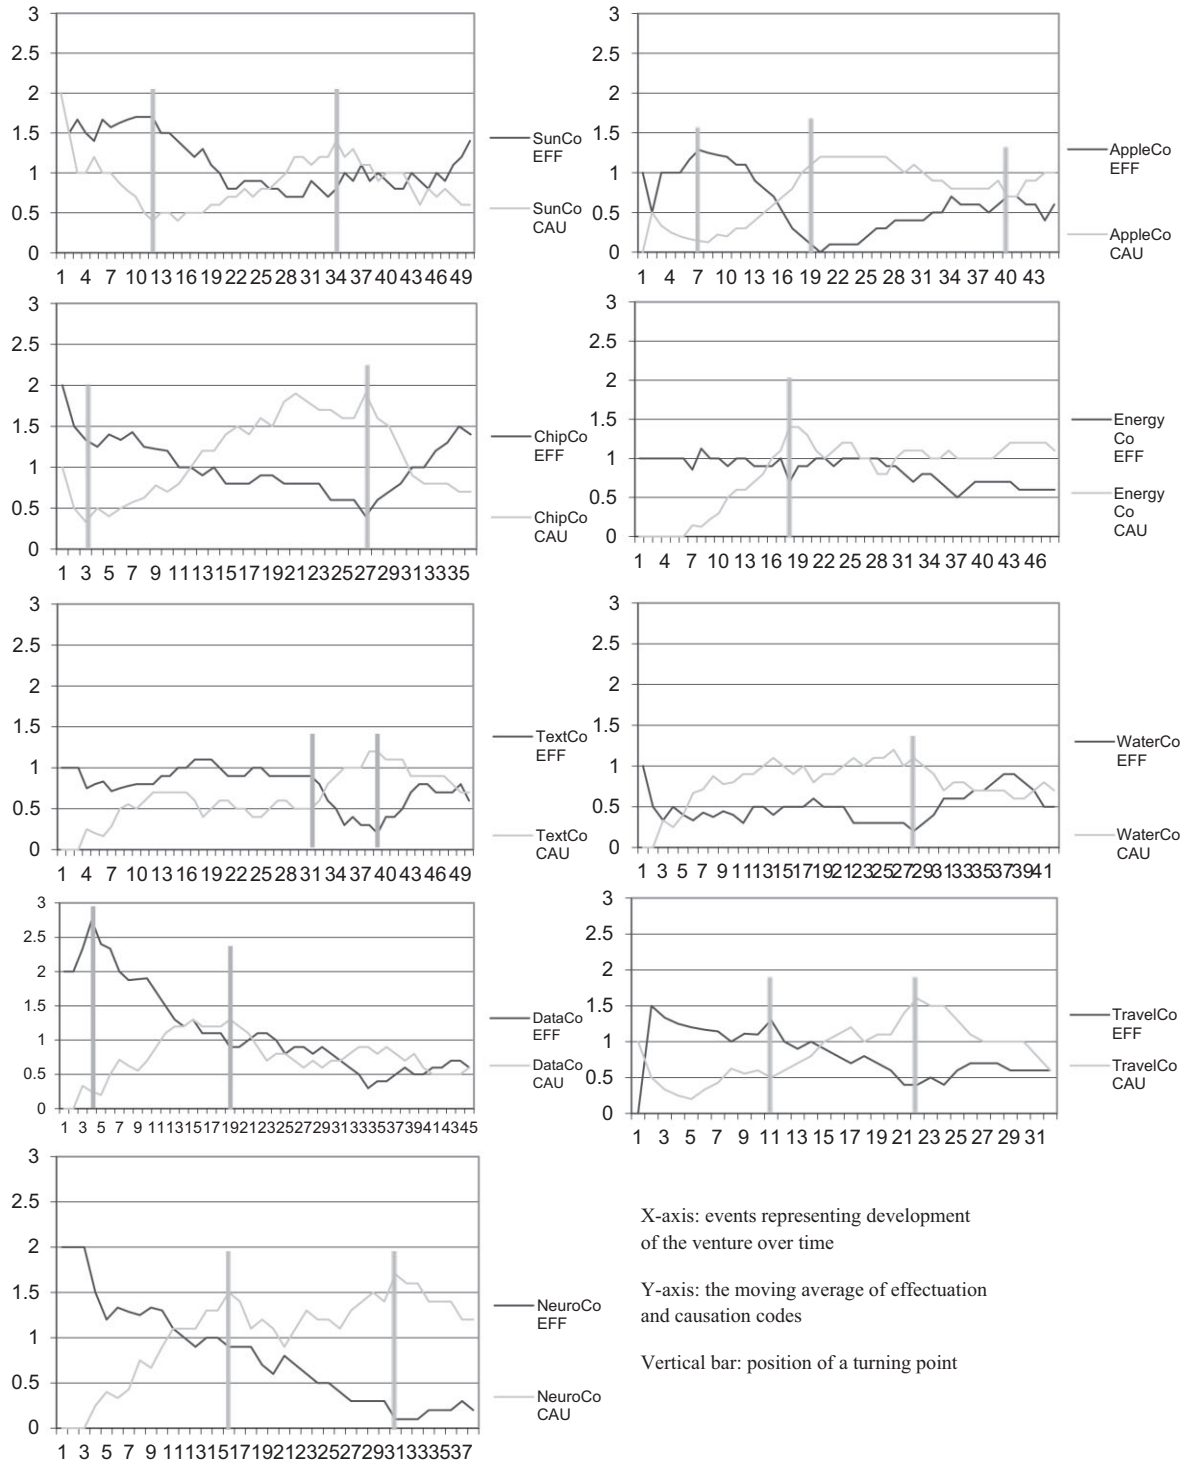 3
2.5
2
1.5
1
0.5
0
1 4 7 10 13 16 19 22 25 28 31 34 37 40 43 46 49
SunCo
EFF
SunCo
CAU
3
2.5
2
1.5
1
0.5
0
1 4 7 10 13 16 19 22 25 28 31 34 37 40 43
AppleCo
EFF
AppleCo
CAU
3
2.5
2
1.5
1
0.5
0
1 3 5 7 9 11 13 15 17 19 21 23 25 27 29 31 33 35
ChipCo
EFF
ChipCo
CAU
3
2.5
2
1.5
1
0.5
0
1 4 7 10 13 16 19 22 25 28 31 34 37 40 43 46
Energy
Co
EFF
Energy
Co
CAU
3
2.5
2
1.5
1
0.5
0
1 4 7 10 13 16 19 22 25 28 31 34 37 40 43 46 49
TextCo
EFF
TextCo
CAU
3
2.5
2
1.5
1
0.5
0
1 3 5 7 9 11 13 15 17 19 21 23 25 27 29 31 33 35 37 39 41
WaterCo
EFF
WaterCo
CAU
3
2.5
2
1.5
1
0.5
0
1 3 5 7 9 11 13 15 17 19 21 23 25 27 29 31 33 35 37 39 41 43 45
DataCo
EFF
DataCo
CAU
3
2.5
2
1.5
1
0.5
0
1 3 5 7 9 11 13 15 17 19 21 23 25 27 29 31
TravelCo
EFF
TravelCo
CAU
3
2.5
2
1.5
1
0.5
0
1 3 5 7 9 11 13 15 17 19 21 23 25 27 29 31 33 35 37
NeuroCo
EFF
NeuroCo
CAU
X-axis: events representing development
of the venture over time
Y-axis: the moving average of effectuation
and causation codes
Vertical bar: position of a turning point